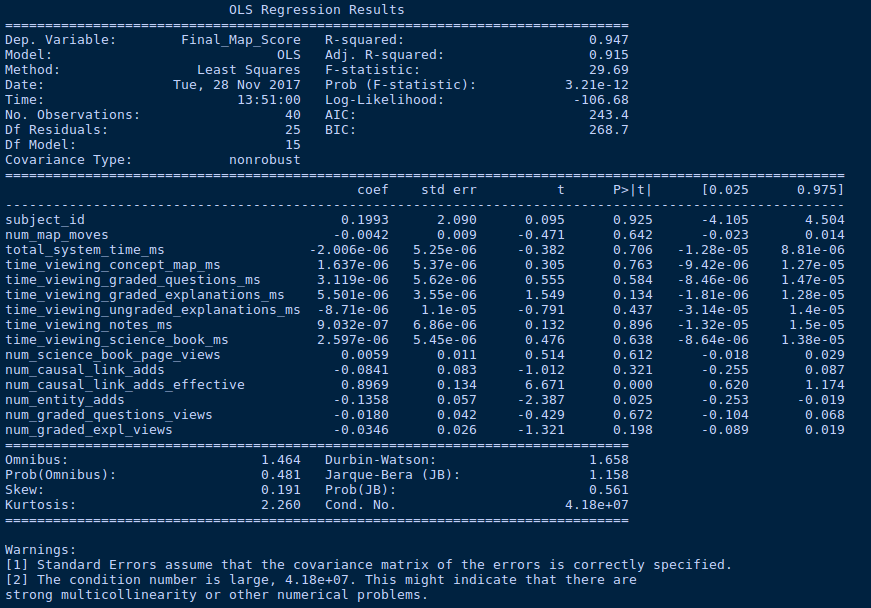 OLS Regression Results
==============================================================================
Dep. Variable: Final_Map_Score R-squared: 0.947
Model: OLS Adj. R-squared: 0.915
Method: Least Squares F-statistic: 29.69
Date: Tue, 28 Nov 2017 Prob (F-statistic): 3.21e-12
Time: 13:51:00 Log-Likelihood: -106.68
No. Observations: 40 AIC: 243.4
Df Residuals: 25 BIC: 268.7
Df Model: 15
Covariance Type: nonrobust
=========================================================================================================
coef std err t P>|t| [0.025 0.975]
---------------------------------------------------------------------------------------------------------
subject_id 0.1993 2.090 0.095 0.925 -4.105 4.504
num_map_moves -0.0042 0.009 -0.471 0.642 -0.023 0.014
total_system_time_ms -2.006e-06 5.25e-06 -0.382 0.706 -1.28e-05 8.81e-06
time_viewing_concept_map_ms 1.637e-06 5.37e-06 0.305 0.763 -9.42e-06 1.27e-05
time_viewing_graded_questions_ms 3.119e-06 5.62e-06 0.555 0.584 -8.46e-06 1.47e-05
time_viewing_graded_explanations_ms 5.501e-06 3.55e-06 1.549 0.134 -1.81e-06 1.28e-05
time_viewing_ungraded_explanations_ms -8.71e-06 1.1e-05 -0.791 0.437 -3.14e-05 1.4e-05
time_viewing_notes_ms 9.032e-07 6.86e-06 0.132 0.896 -1.32e-05 1.5e-05
time_viewing_science_book_ms 2.597e-06 5.45e-06 0.476 0.638 -8.64e-06 1.38e-05
num_science_book_page_views 0.0059 0.011 0.514 0.612 -0.018 0.029
num_causal_link_adds -0.0841 0.083 -1.012 0.321 -0.255 0.087
num_causal_link_adds_effective 0.8969 0.134 6.671 0.000 0.620 1.174
num_entity_adds -0.1358 0.057 -2.387 0.025 -0.253 -0.019
num_graded_questions_views -0.0180 0.042 -0.429 0.672 -0.104 0.068
num_graded_expl_views -0.0346 0.026 -1.321 0.198 -0.089 0.019
==============================================================================
Omnibus: 1.464 Durbin-Watson: 1.658
Prob(Omnibus): 0.481 Jarque-Bera (JB): 1.158
Skew: 0.191 Prob(JB): 0.561
Kurtosis: 2.260 Cond. No. 4.18e+07
==============================================================================
Warnings:
[1] Standard Errors assume that the covariance matrix of the errors is correctly specified.
[2] The condition number is large, 4.18e+07. This might indicate that there are
strong multicollinearity or other numerical problems.